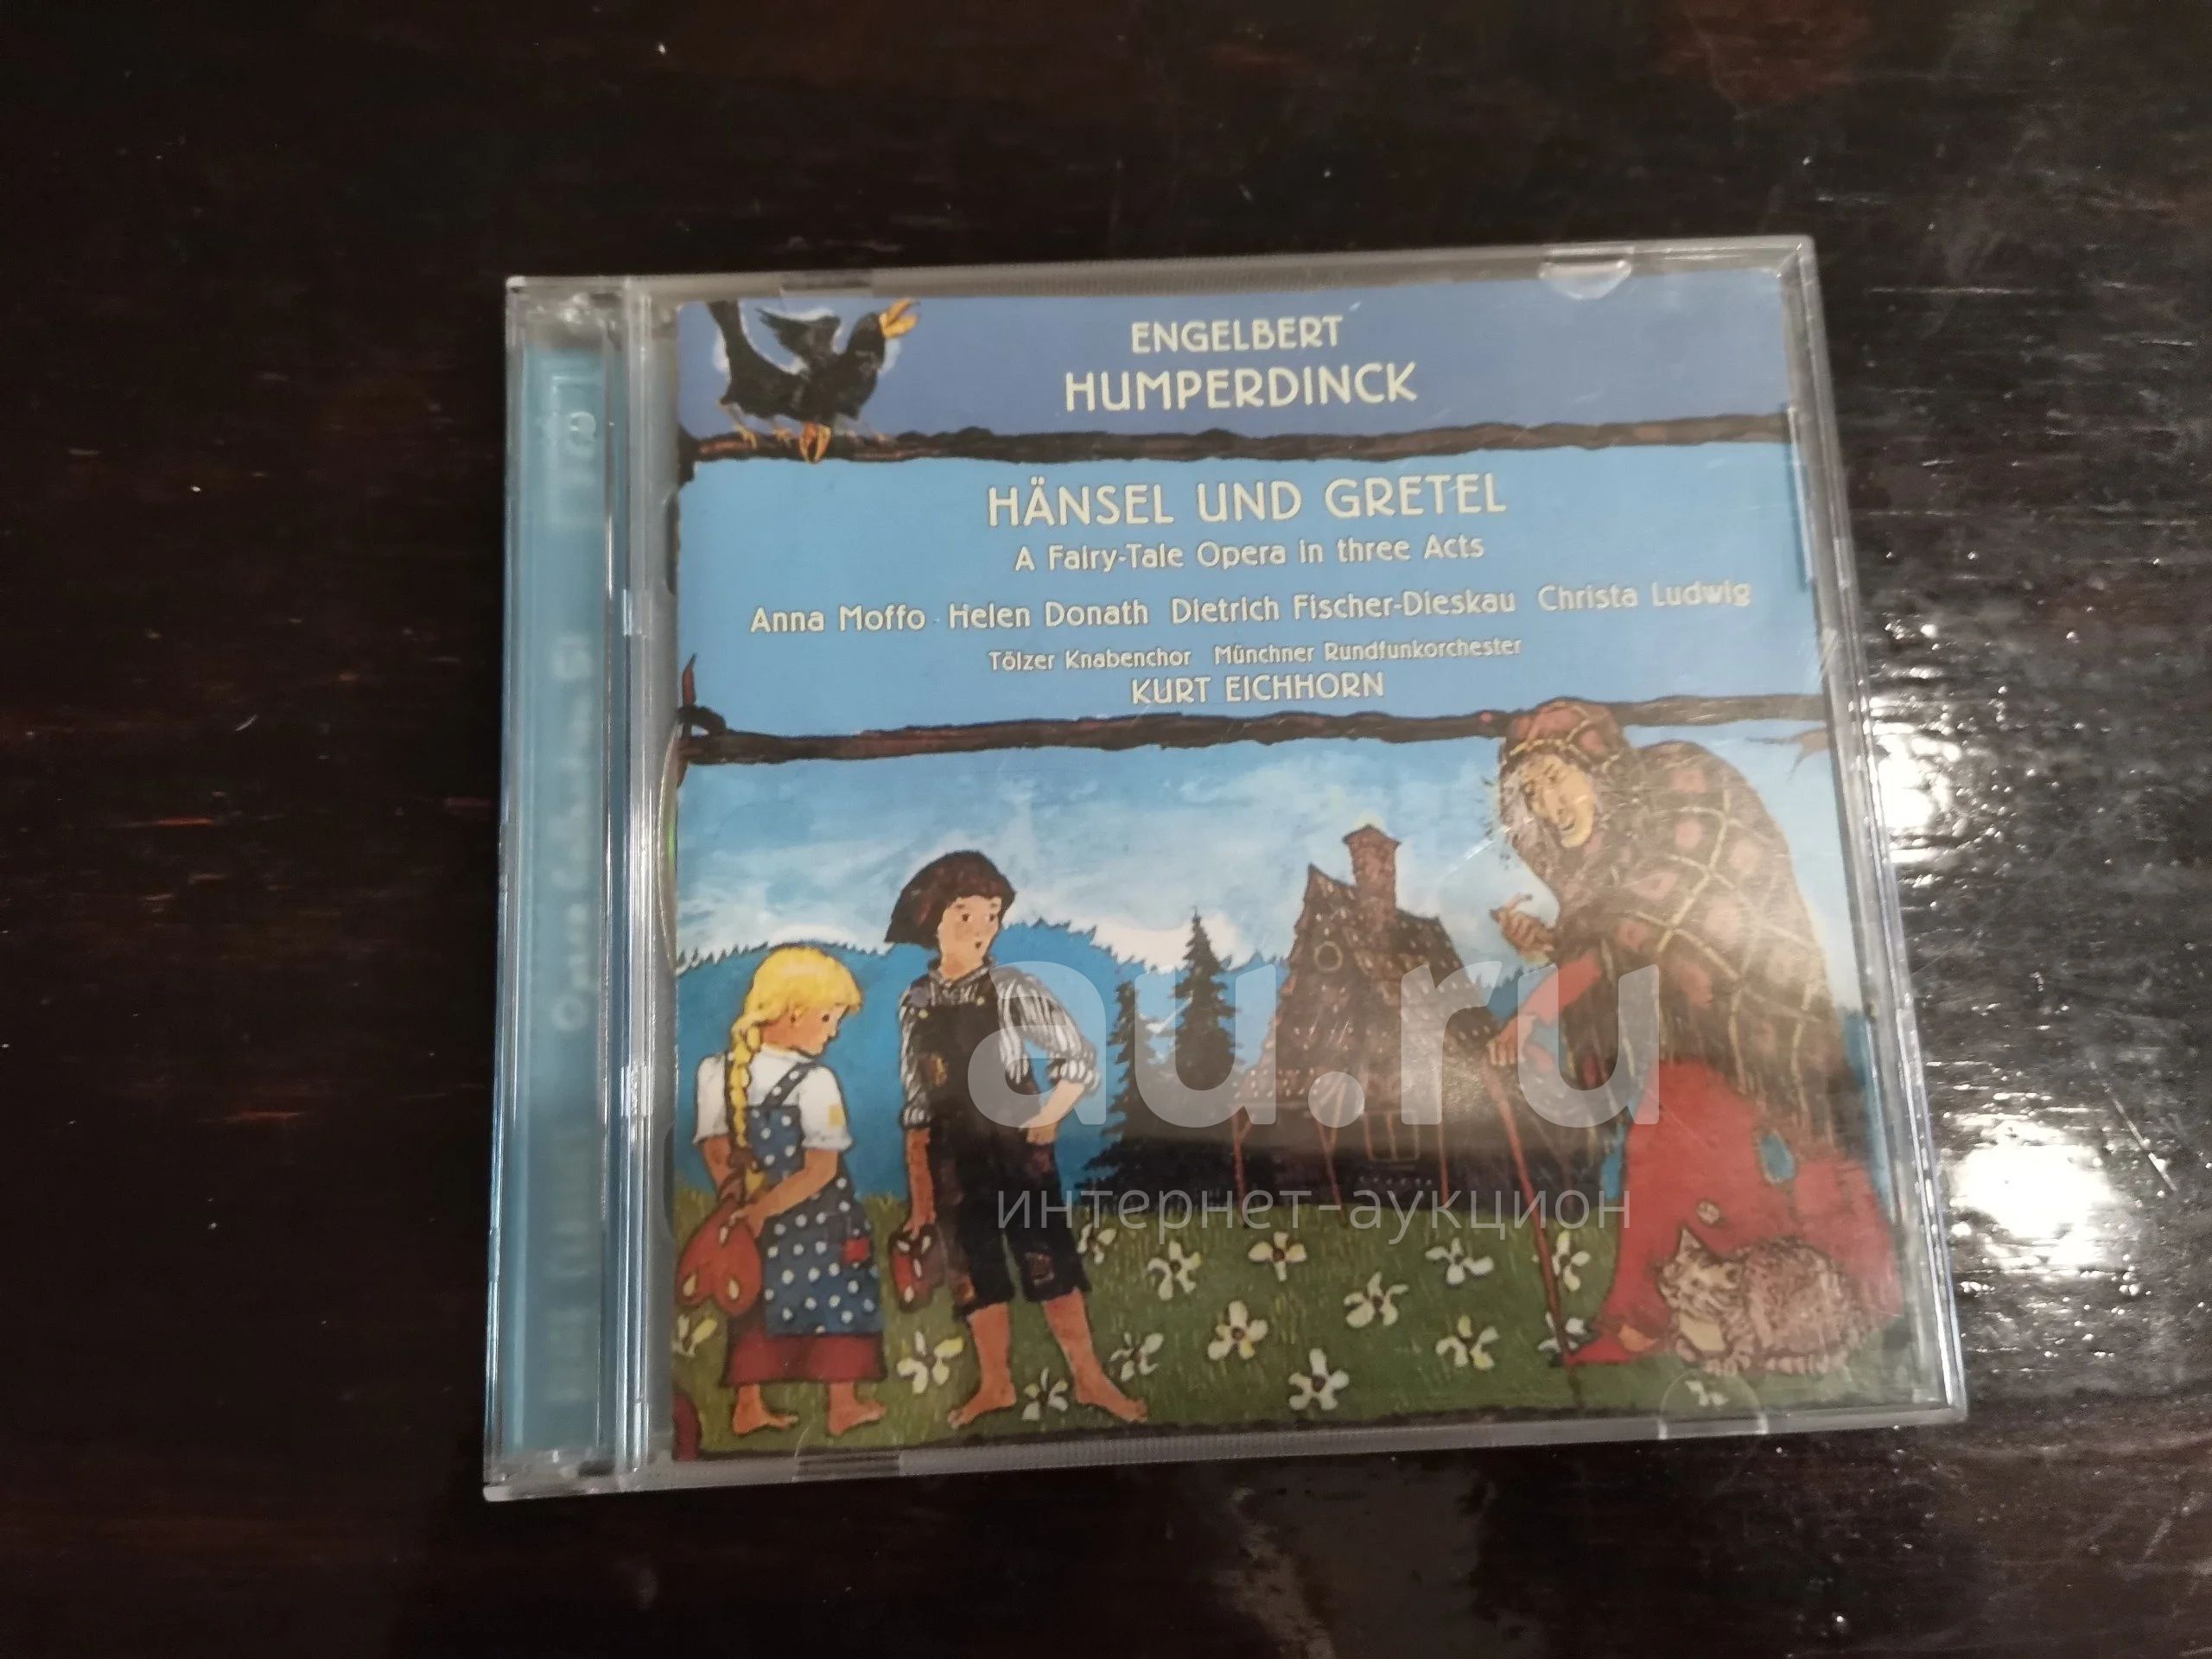 ENGELBERT
HUMPERDINCK
HÄNSEL UND GRETEL
A Fairy-Tale Opera in three Acts
Anna Moffo · Helen Donath Dietrich Fischer-Dieskau Christa Ludwig
Tölzer Knabenchor Münchner Rundfunkorchester
KURT EICHHORN
au.ru
интернет-аукцион